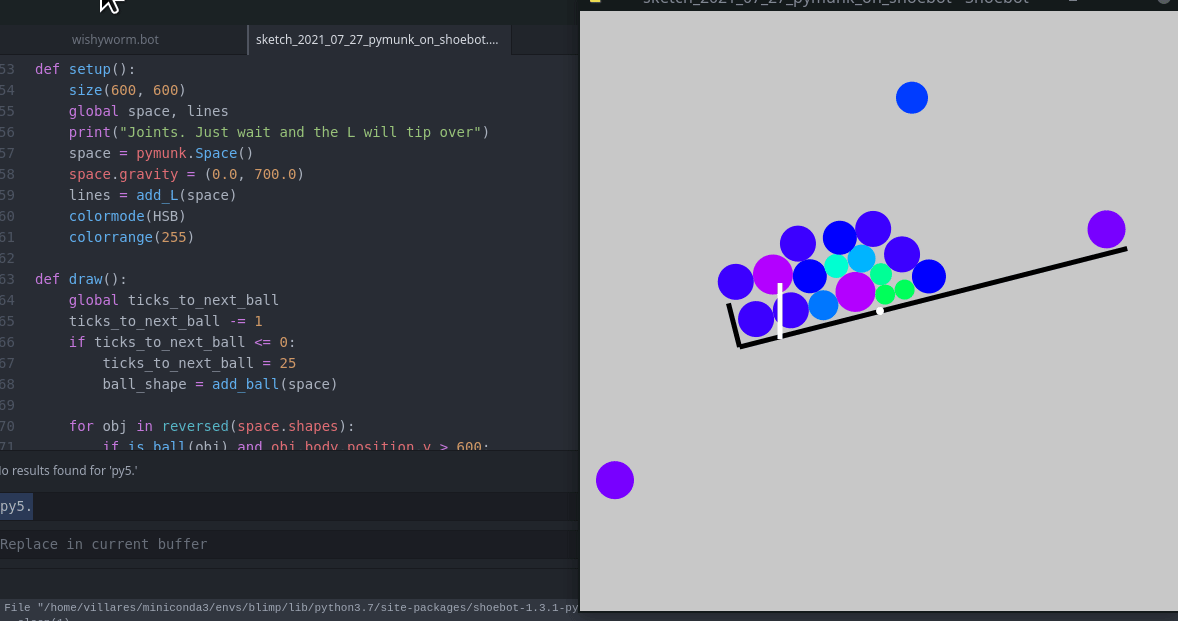 sketch_2021_07_27_pymunk_on_shoebot - shoebot
wishyworm.bot
sketch_2021_07_27_pymunk_on_shoebot....
53 def setup():
54 size(600, 600)
55 global space, lines
56 print("Joints. Just wait and the L will tip over")
57 space = pymunk.Space()
58 space.gravity = (0.0, 700.0)
59 lines = add_L(space)
60 colormode(HSB)
61 colorrange(255)
62
63 def draw():
64 global ticks_to_next_ball
65 ticks_to_next_ball -= 1
66 if ticks_to_next_ball <= 0:
67 ticks_to_next_ball = 25
68 ball_shape = add_ball(space)
69
70 for obj in reversed(space.shapes):
71 if is_ball(obj) and obj.body.position.y > 600:
o results found for 'py5.'
py5.
Replace in current buffer
File "/home/villares/miniconda3/envs/blimp/lib/python3.7/site-packages/shoebot-1.3.1-py